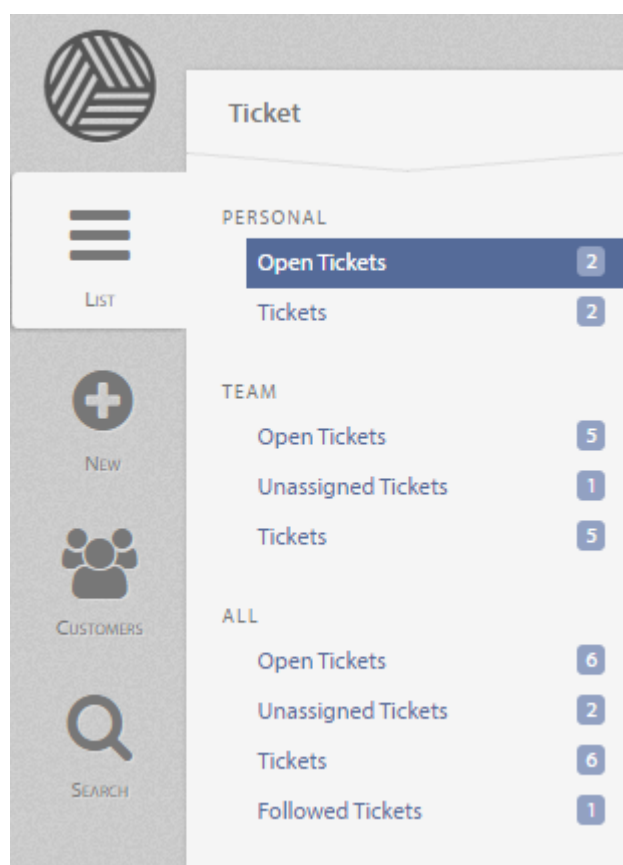 Ticket
PERSONAL
Open Tickets 2
LIST
Tickets 2
TEAM
Open Tickets 5
NEW
Unassigned Tickets 1
Tickets 5
ALL
CUSTOMERS
Open Tickets 6
Unassigned Tickets 2
Tickets 6
SEARCH
Followed Tickets 1